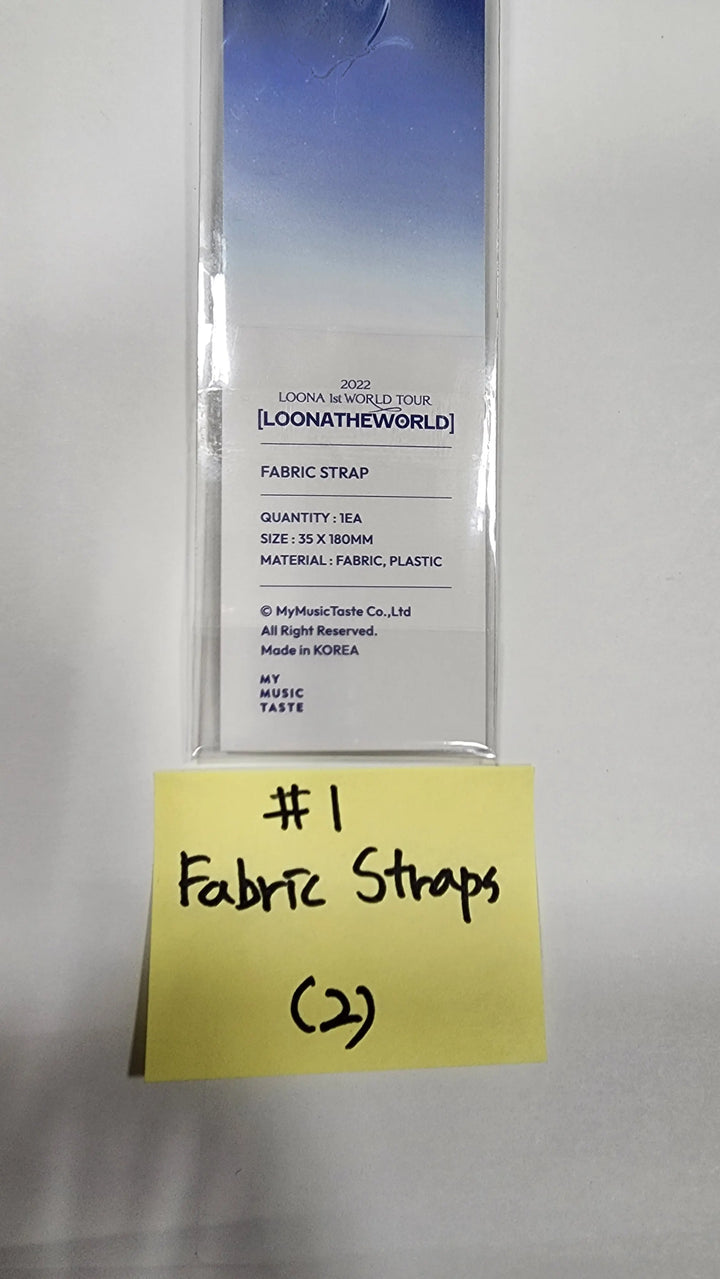 2022
LOONA 1st WORLD TOUR
[LOONATHEWORLD]
FABRIC STRAP
QUANTITY : 1EA
SIZE : 35 X 180MM
MATERIAL : FABRIC, PLASTIC
© MyMusicTaste Co.,Ltd
All Right Reserved.
Made in KOREA
MY
MUSIC
TASTE
#1
Fabric Straps
(2)